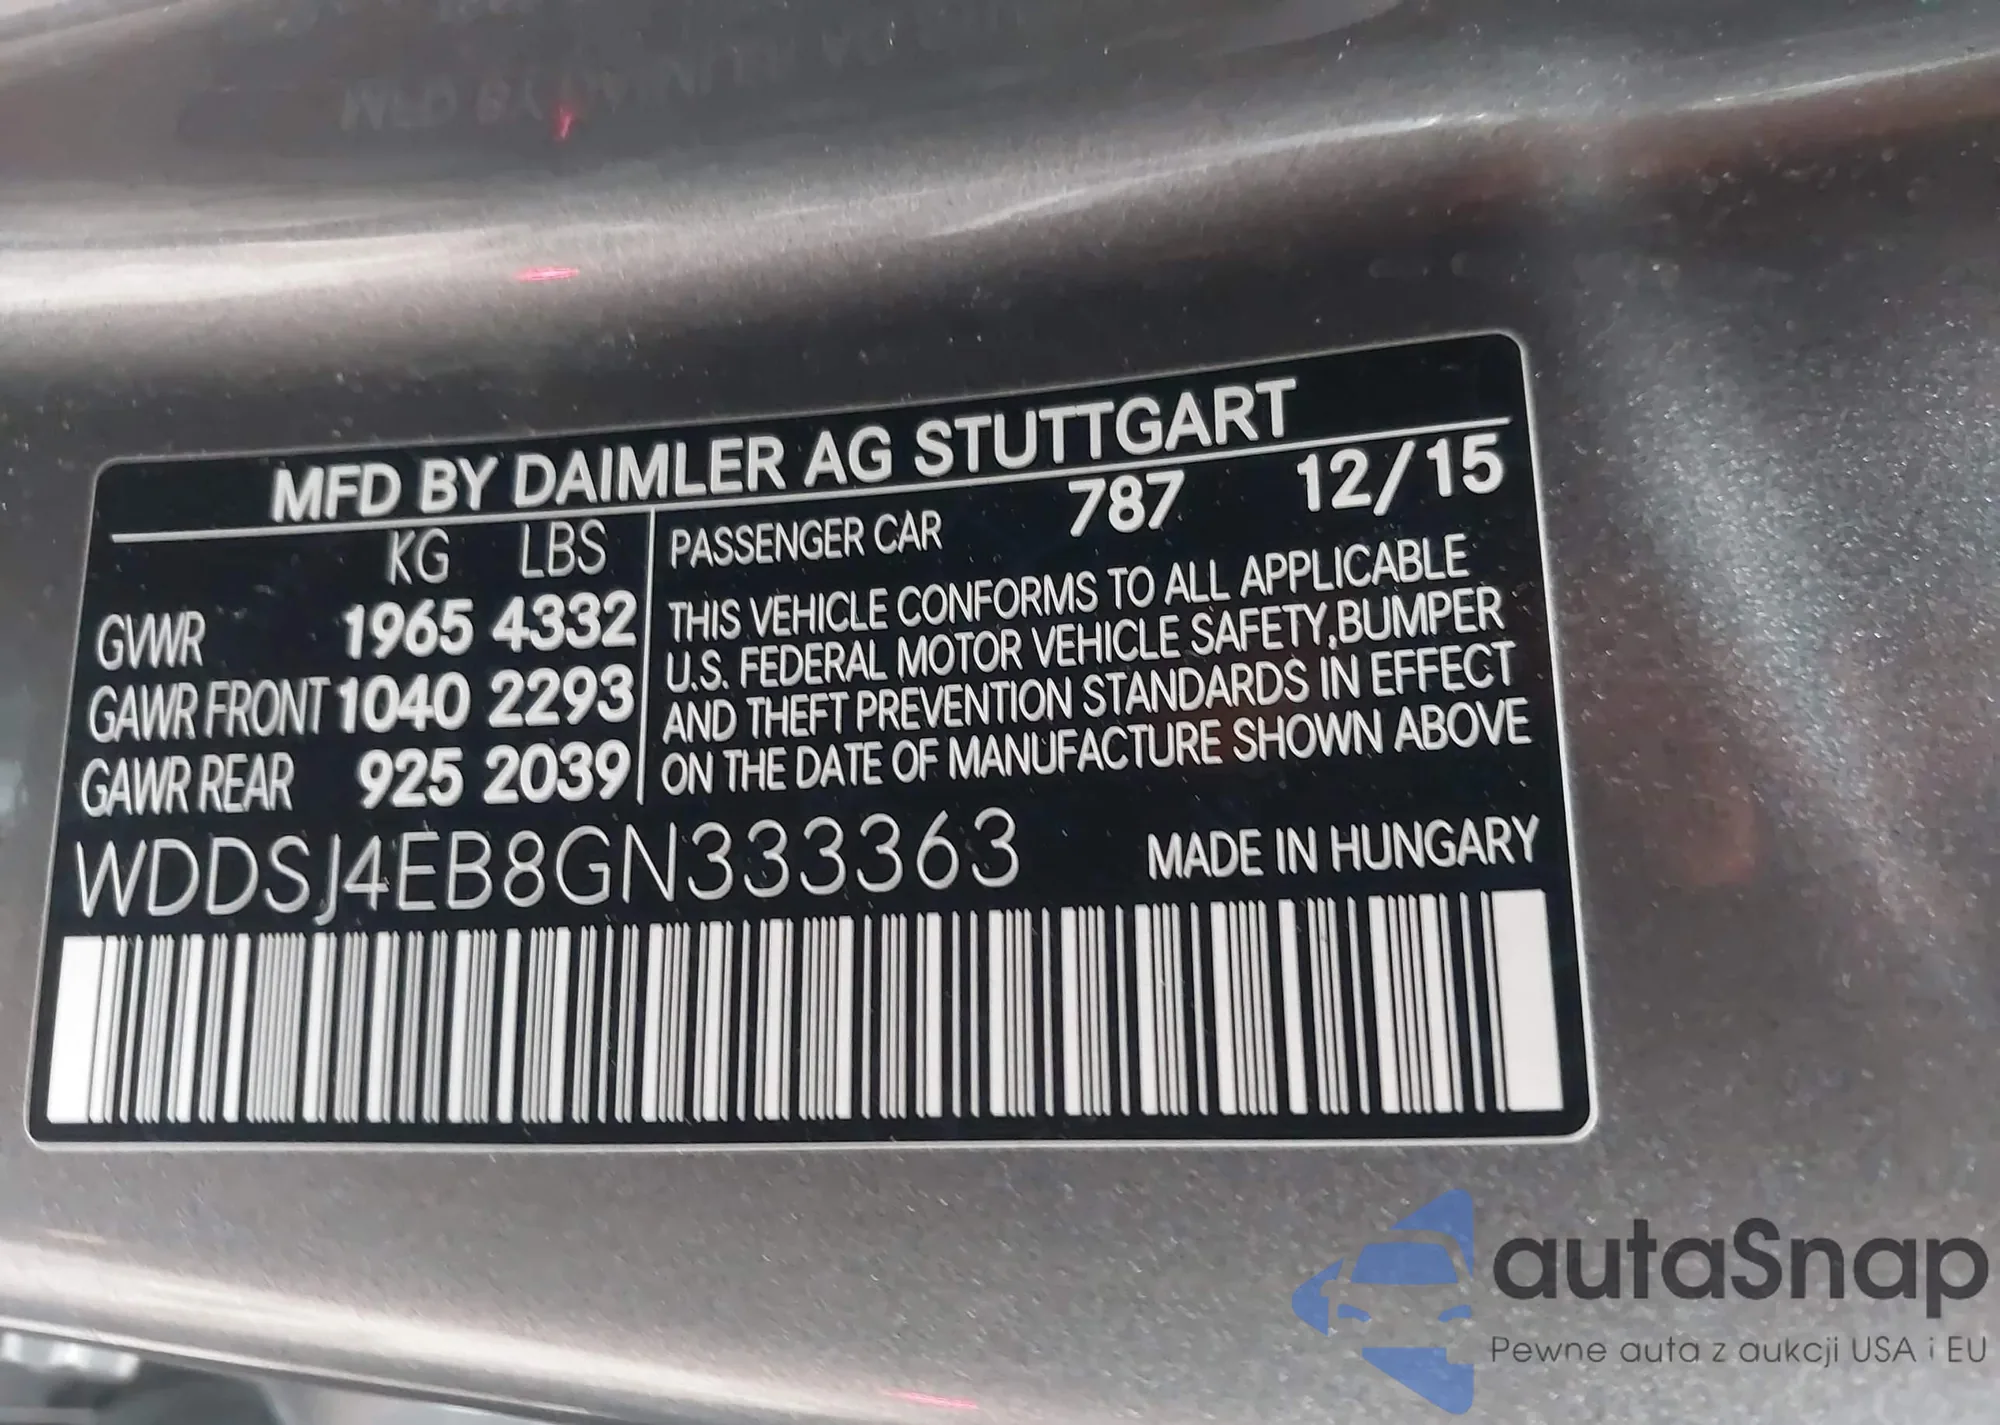 MFD BY DAIMLER AG STUTTGART
KG LBS
GVWR 1965 4332
GAWR FRONT 1040 2293
GAWR REAR 925 2039
PASSENGER CAR 787 12/15
THIS VEHICLE CONFORMS TO ALL APPLICABLE
U.S. FEDERAL MOTOR VEHICLE SAFETY,BUMPER
AND THEFT PREVENTION STANDARDS IN EFFECT
ON THE DATE OF MANUFACTURE SHOWN ABOVE
WDDSJ4EB8GN333363 MADE IN HUNGARY
autaSnap
Pewne auta z aukcji USA i EU